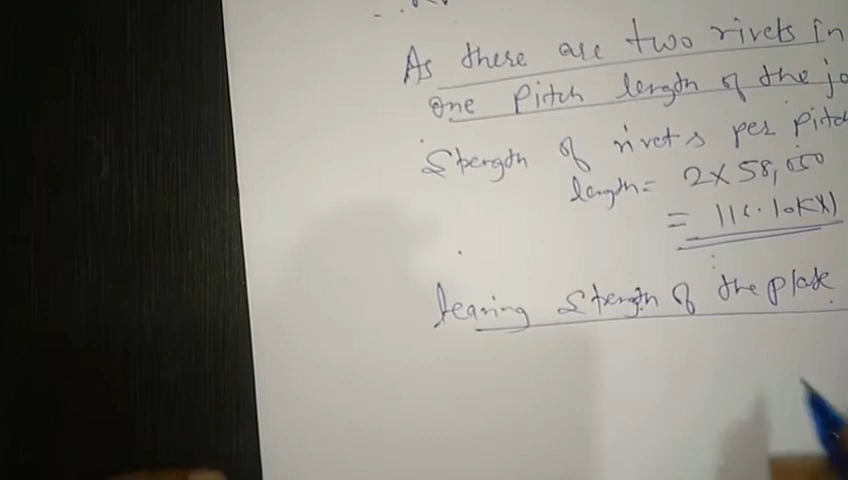 As there are two rivets in
one pitch length of the jo
Strength of rivets per pitch
length = 2 x 58,050
= 116.10KN
tearing Strength of the plate